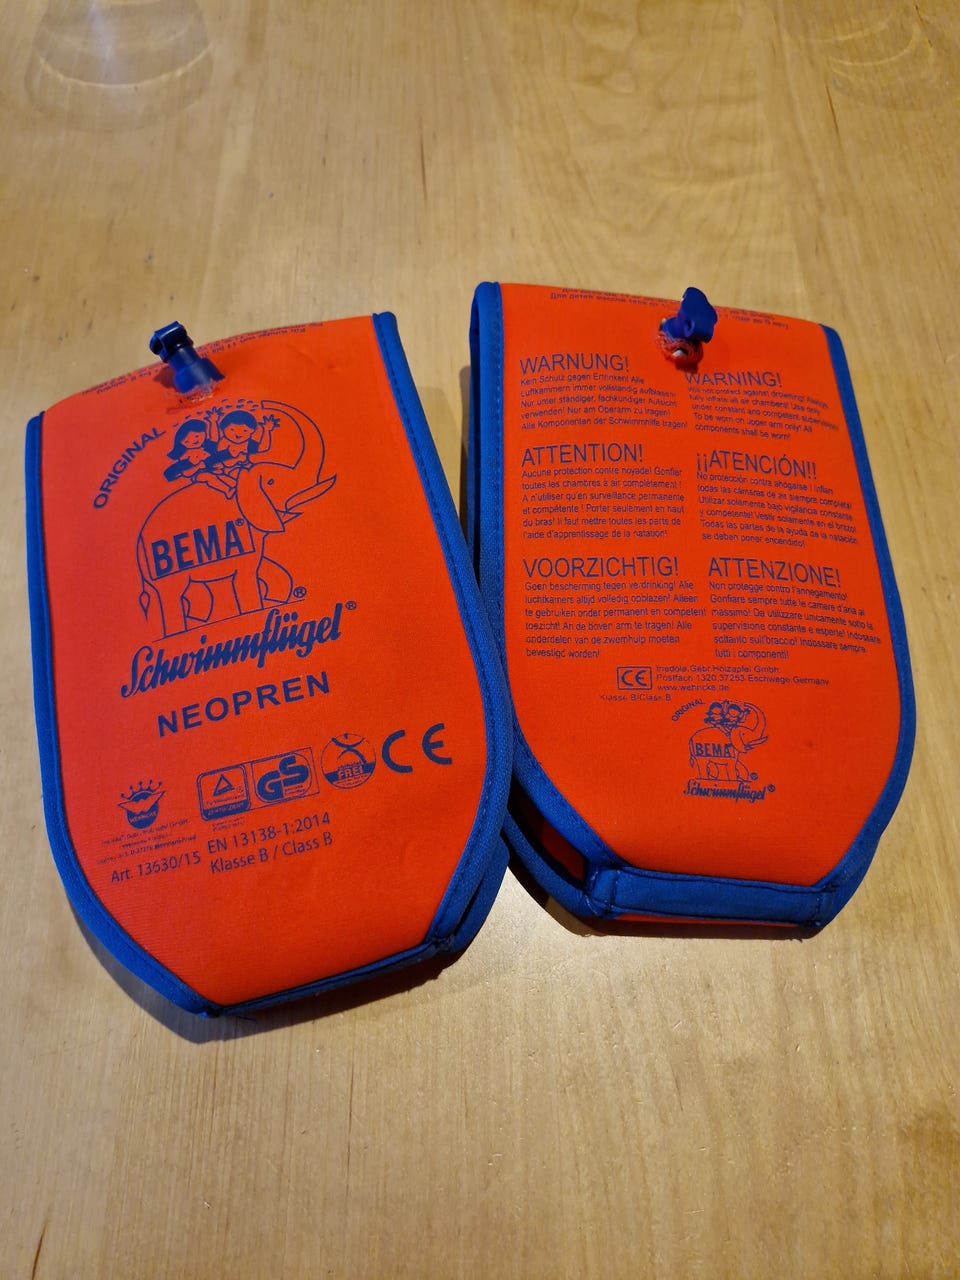 ORIGINAL
BEMA®
®
Schwimmflügel®
NEOPREN
GS
FREI
CE
Art. 13630/15
EN 13138-1:2014
Klasse B / Class B
WARNUNG!
Kein Schutz gegen Ertrinken! Alle
Luftkammern immer vollständig aufblasen!
Nur unter ständiger, fachkundiger Aufsicht
verwenden! Nur am Oberarm zu tragen!
Alle Komponenten der Schwimmhilfe tragen!
WARNING!
Will not protect against drowning! Always
fully inflate all air chambers! Use only
under constant and competent supervision!
To be worn on upper arm only! All
components shall be worn!
ATTENTION!
Aucune protection contre noyade! Gonfler
toutes les chambres à air complètement !
A n'utiliser qu'en surveillance permanente
et compétente ! Porter seulement en haut
du bras! Il faut mettre toutes les parts de
l'aide d'apprentissage de la natation!
¡¡ATENCIÓN!!
No protección contra ahogarse ! Inflan
todas las cámaras de air siempre completa!
Utilizar solamente bajo vigilancia constante
y competente! Vestir solamente en el brazo!
Todas las partes de la ayuda de la natación
se deben poner encendido!
VOORZICHTIG!
Geen bescherming tegen verdrinking! Alle
luchtkamers altijd volledig opblazen! Alleen
te gebruiken onder permanent en competent
toezicht! An de boven arm te tragen! Alle
onderdelen van de zwemhulp moeten
bevestigd worden!
ATTENZIONE!
Non protegge contro l'annegamento!
Gonfiare sempre tutte le camere d'aria al
massimo! Da utilizzare unicamente sotto la
supervisione constante e esperte! Indossare
soltanto sull'braccio! Indossare sempre
tutti i componenti!
CE
Klasse B/Class B
Inedola, Gebr. Holzapfel GmbH
Postfach 1320,37253 Eschwege,Germany
www.wehncke.de
ORIGINAL
BEMA
®
Schwimmflügel®